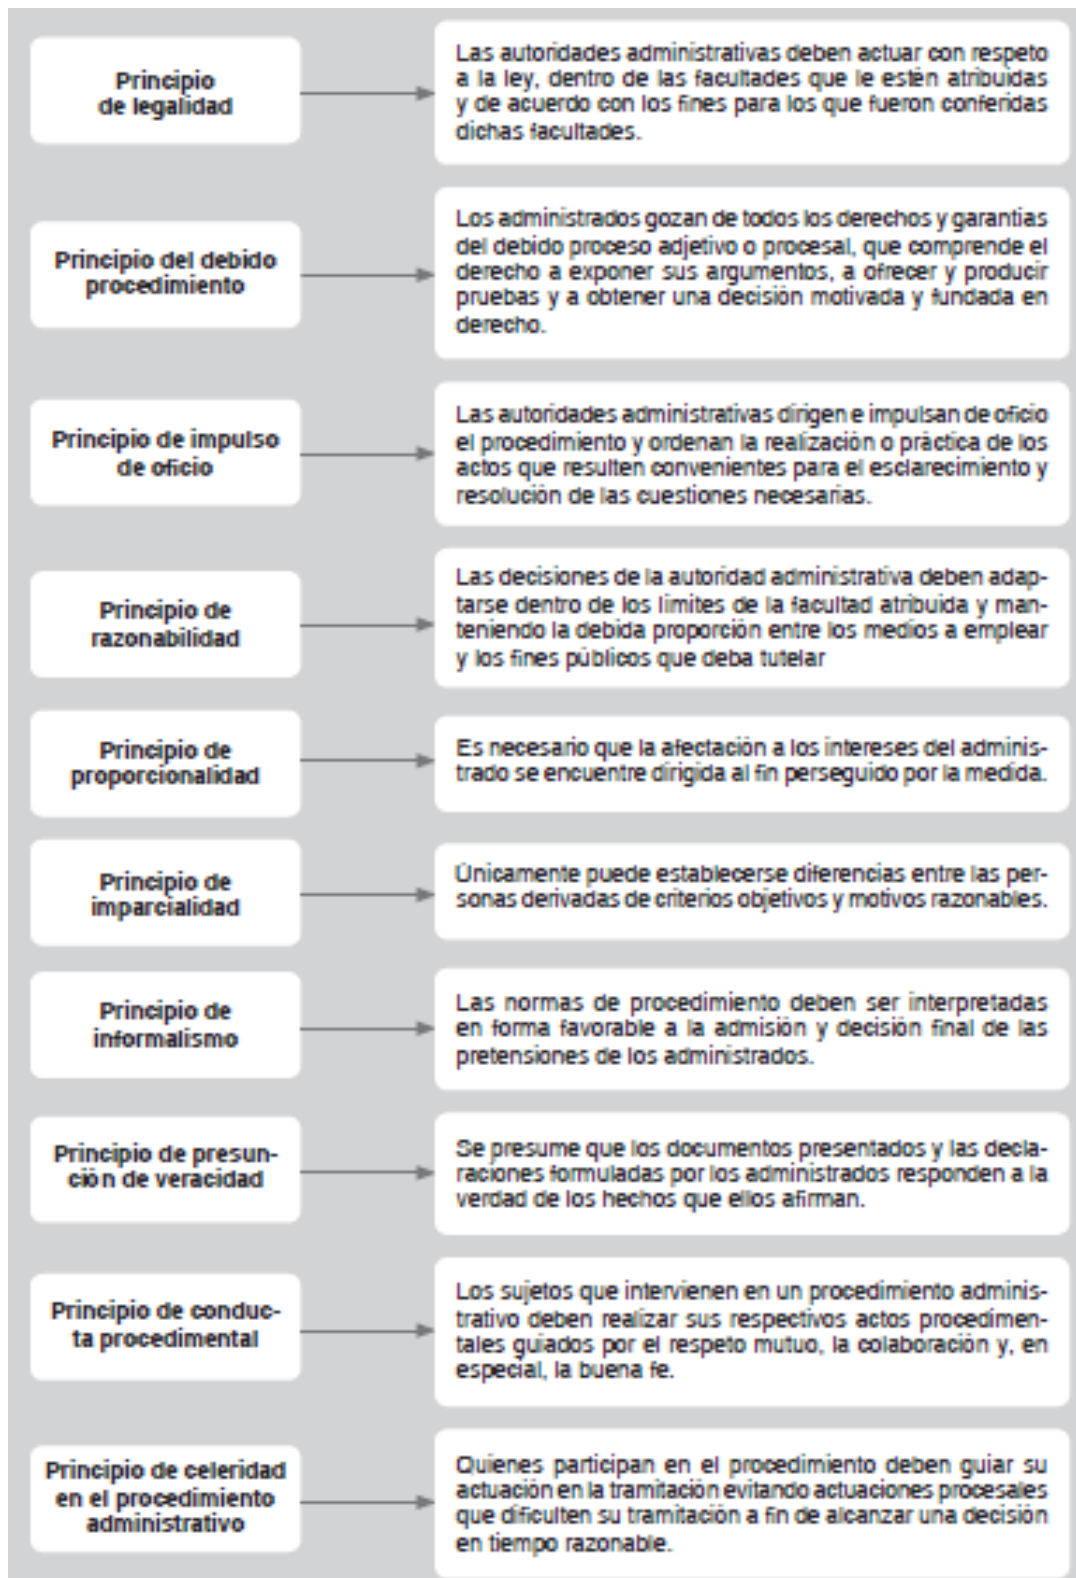 Principio
de legalidad
Las autoridades administrativas deben actuar con respeto
a la ley, dentro de las facultades que le estén atribuidas
y de acuerdo con los fines para los que fueron conferidas
dichas facultades.
Principio del debido
procedimiento
Los administrados gozan de todos los derechos y garantías
del debido proceso adjetivo o procesal, que comprende el
derecho a exponer sus argumentos, a ofrecer y producir
pruebas y a obtener una decisión motivada y fundada en
derecho.
Principio de impulso
de oficio
Las autoridades administrativas dirigen e impulsan de oficio
el procedimiento y ordenan la realización o práctica de los
actos que resulten convenientes para el esclarecimiento y
resolución de las cuestiones necesarias.
Principio de
razonabilidad
Las decisiones de la autoridad administrativa deben adap-
tarse dentro de los límites de la facultad atribuida y man-
teniendo la debida proporción entre los medios a emplear
y los fines públicos que deba tutelar
Principio de
proporcionalidad
Es necesario que la afectación a los intereses del adminis-
trado se encuentre dirigida al fin perseguido por la medida.
Principio de
imparcialidad
Únicamente puede establecerse diferencias entre las per-
sonas derivadas de criterios objetivos y motivos razonables.
Principio de
informalismo
Las normas de procedimiento deben ser interpretadas
en forma favorable a la admisión y decisión final de las
pretensiones de los administrados.
Principio de presun-
ción de veracidad
Se presume que los documentos presentados y las decla-
raciones formuladas por los administrados responden a la
verdad de los hechos que ellos afirman.
Principio de conduc-
ta procedimental
Los sujetos que intervienen en un procedimiento adminis-
trativo deben realizar sus respectivos actos procedimen-
tales guiados por el respeto mutuo, la colaboración y, en
especial, la buena fe.
Principio de celeridad
en el procedimiento
administrativo
Quienes participan en el procedimiento deben guiar su
actuación en la tramitación evitando actuaciones procesales
que dificulten su tramitación a fin de alcanzar una decisión
en tiempo razonable.